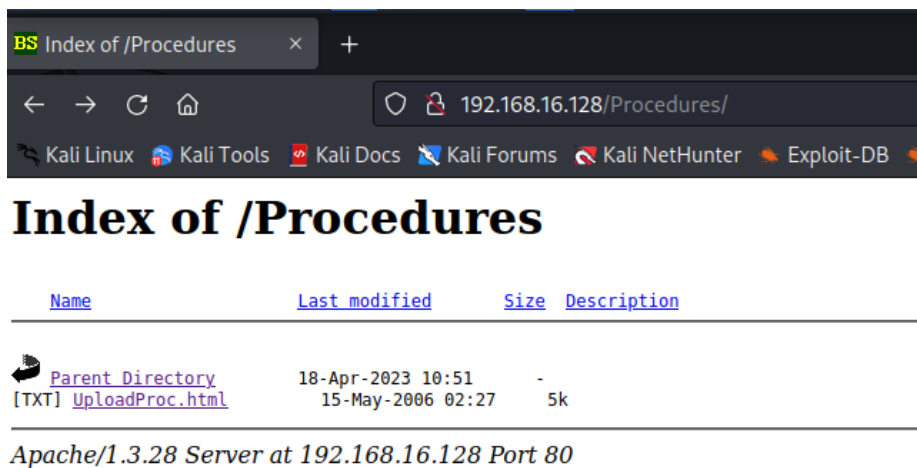 BS Index of /Procedures
192.168.16.128/Procedures/
Kali Linux Kali Tools Kali Docs Kali Forums Kali NetHunter Exploit-DB
Index of /Procedures
Name Last modified Size Description
Parent Directory 18-Apr-2023 10:51 -
[TXT] UploadProc.html 15-May-2006 02:27 5k
Apache/1.3.28 Server at 192.168.16.128 Port 80